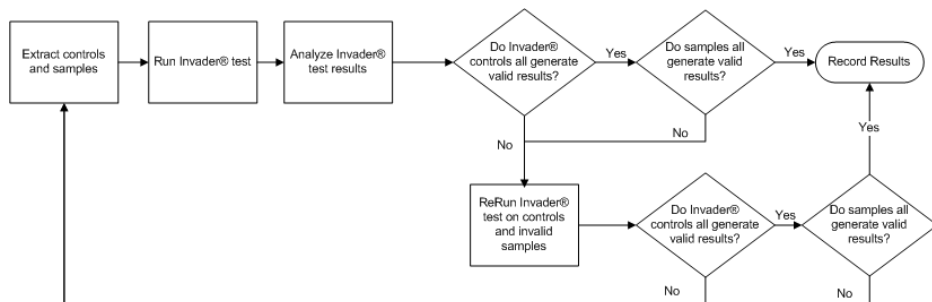 Extract controls
and samples
Run Invader® test
Analyze Invader®
test results
Do Invader®
controls all generate
valid results?
Yes
Do samples all
generate valid
results?
Yes
Record Results
No
No
Yes
ReRun Invader®
test on controls
and invalid
samples
Do Invader®
controls all generate
valid results?
Yes
Do samples all
generate valid
results?
No
No